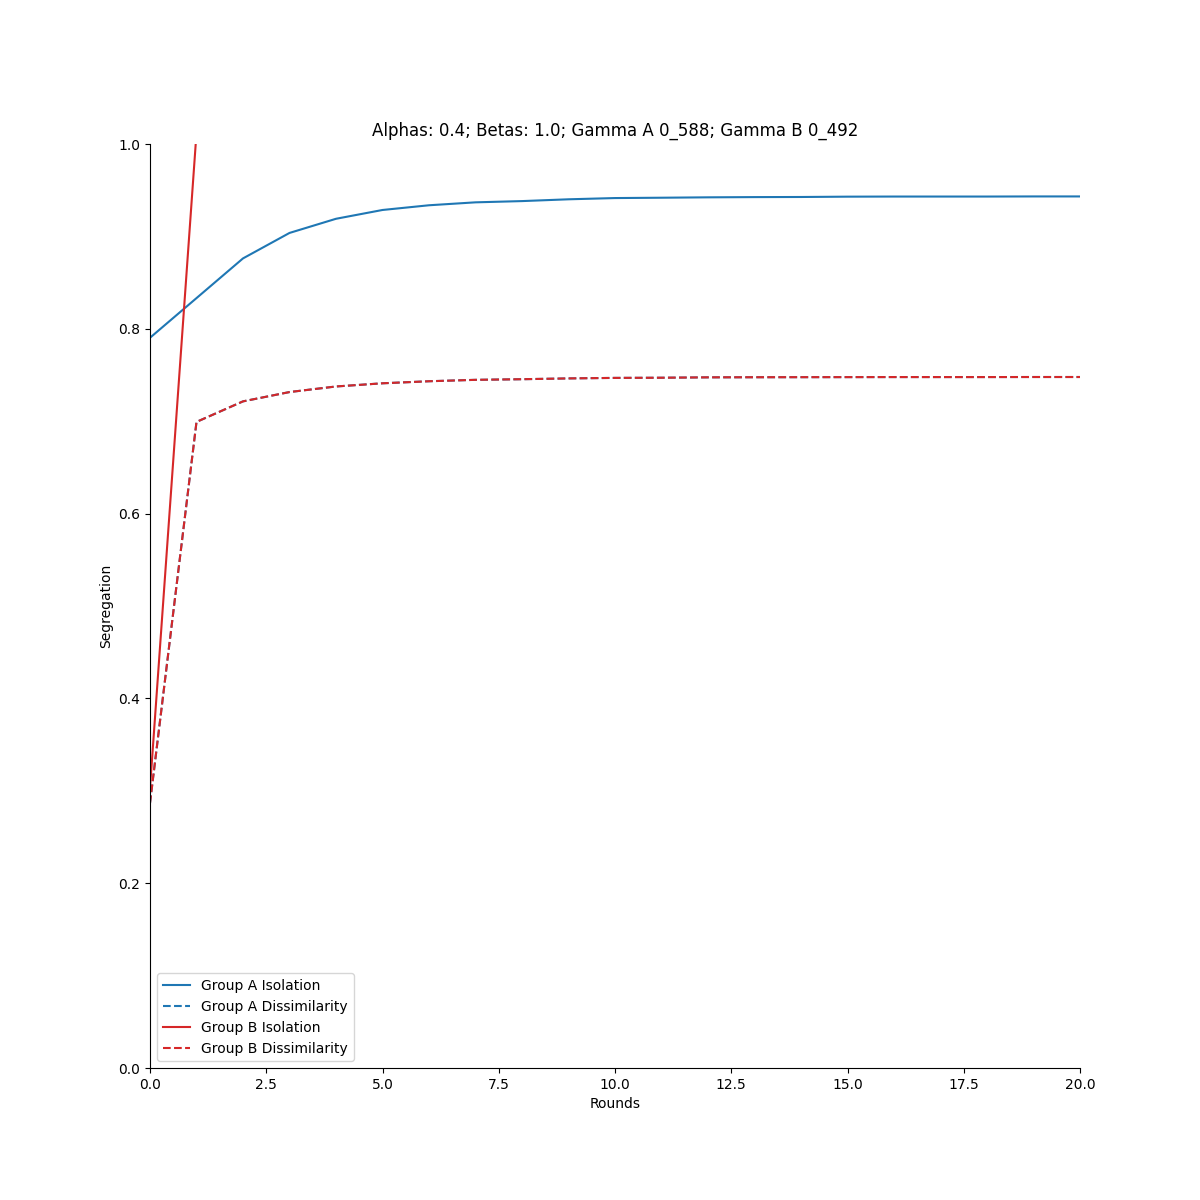 Alphas: 0.4; Betas: 1.0; Gamma A 0_588; Gamma B 0_492
1.0
0.8
0.6
0.4
0.2
0.0
Segregation
Group A Isolation
Group A Dissimilarity
Group B Isolation
Group B Dissimilarity
0.0 2.5 5.0 7.5 10.0 12.5 15.0 17.5 20.0
Rounds